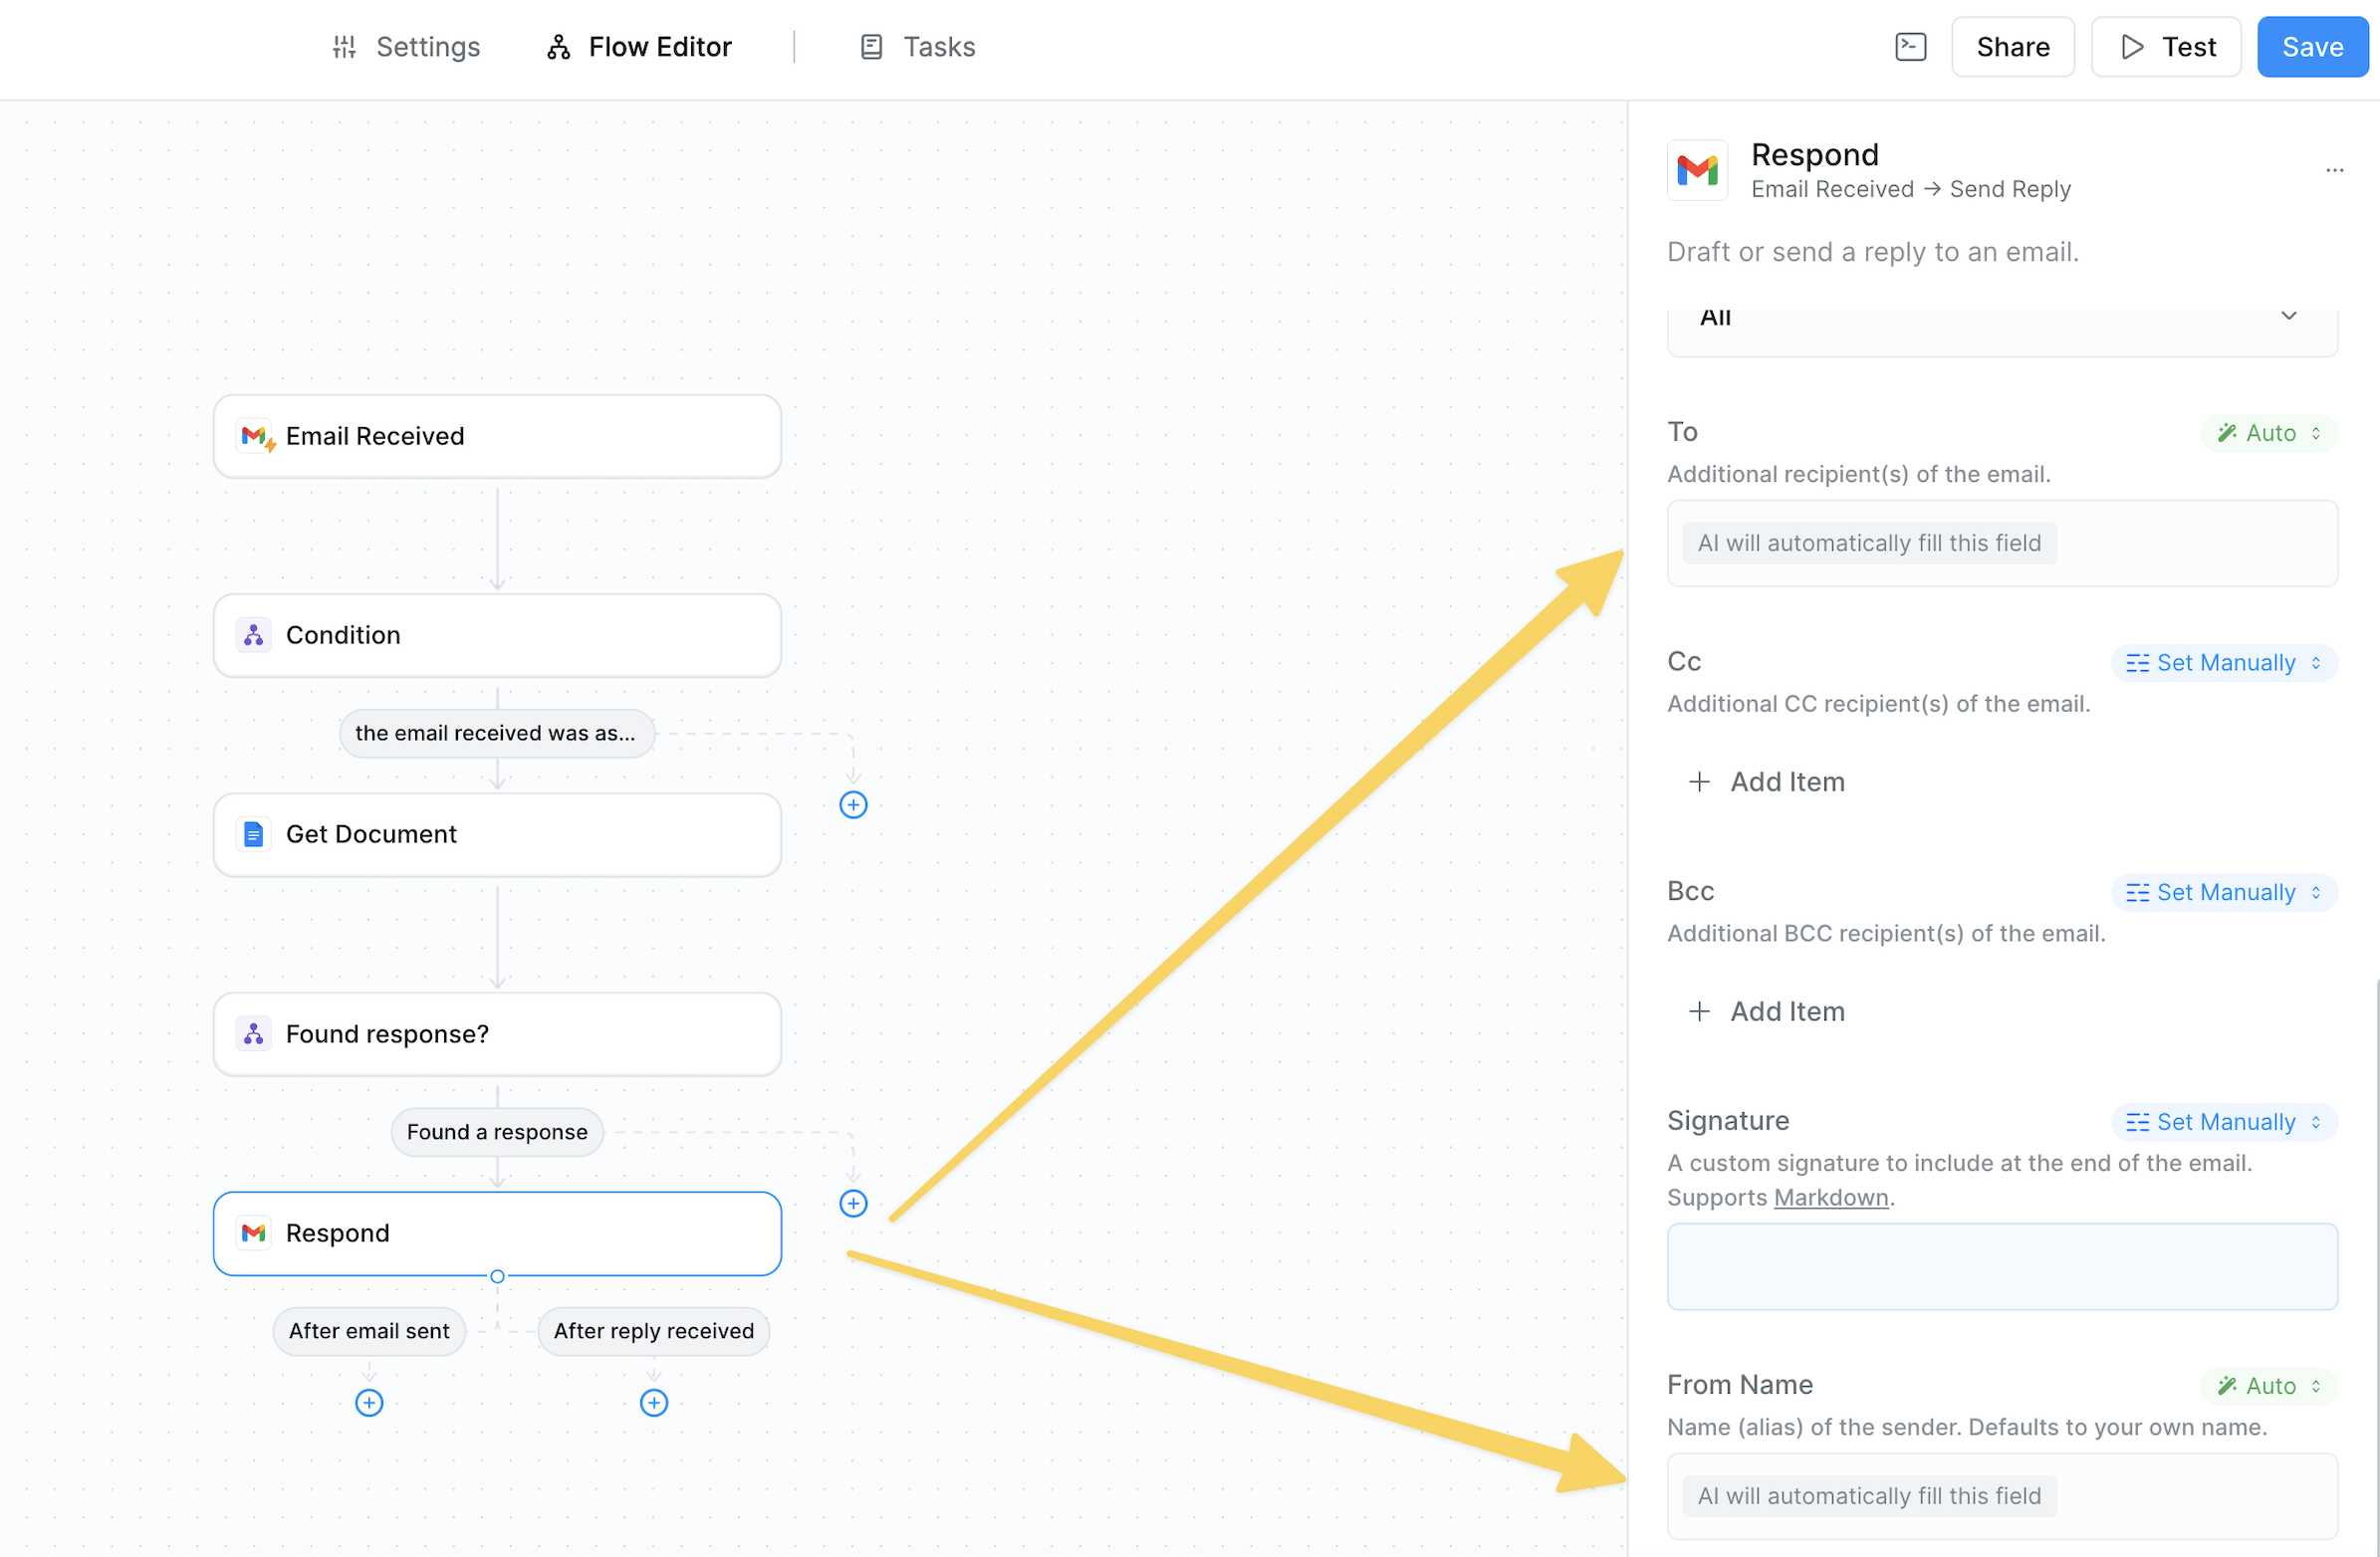 Settings
Flow Editor
Tasks
Share
Test
Save
Email Received
Condition
the email received was as...
Get Document
Found response?
Found a response
Respond
After email sent
After reply received
Respond
Email Received → Send Reply
Draft or send a reply to an email.
All
To
Auto
Additional recipient(s) of the email.
AI will automatically fill this field
Cc
Set Manually
Additional CC recipient(s) of the email.
+ Add Item
Bcc
Set Manually
Additional BCC recipient(s) of the email.
+ Add Item
Signature
Set Manually
A custom signature to include at the end of the email.
Supports Markdown.
From Name
Auto
Name (alias) of the sender. Defaults to your own name.
AI will automatically fill this field